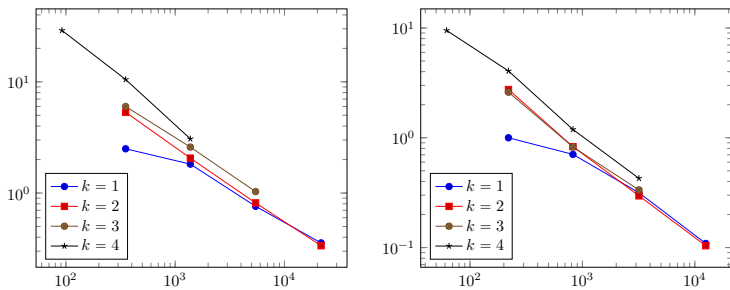 10^1
10^0
10^2
10^3
10^4
k = 1
k = 2
k = 3
k = 4
10^1
10^0
10^−1
10^2
10^3
10^4
k = 1
k = 2
k = 3
k = 4